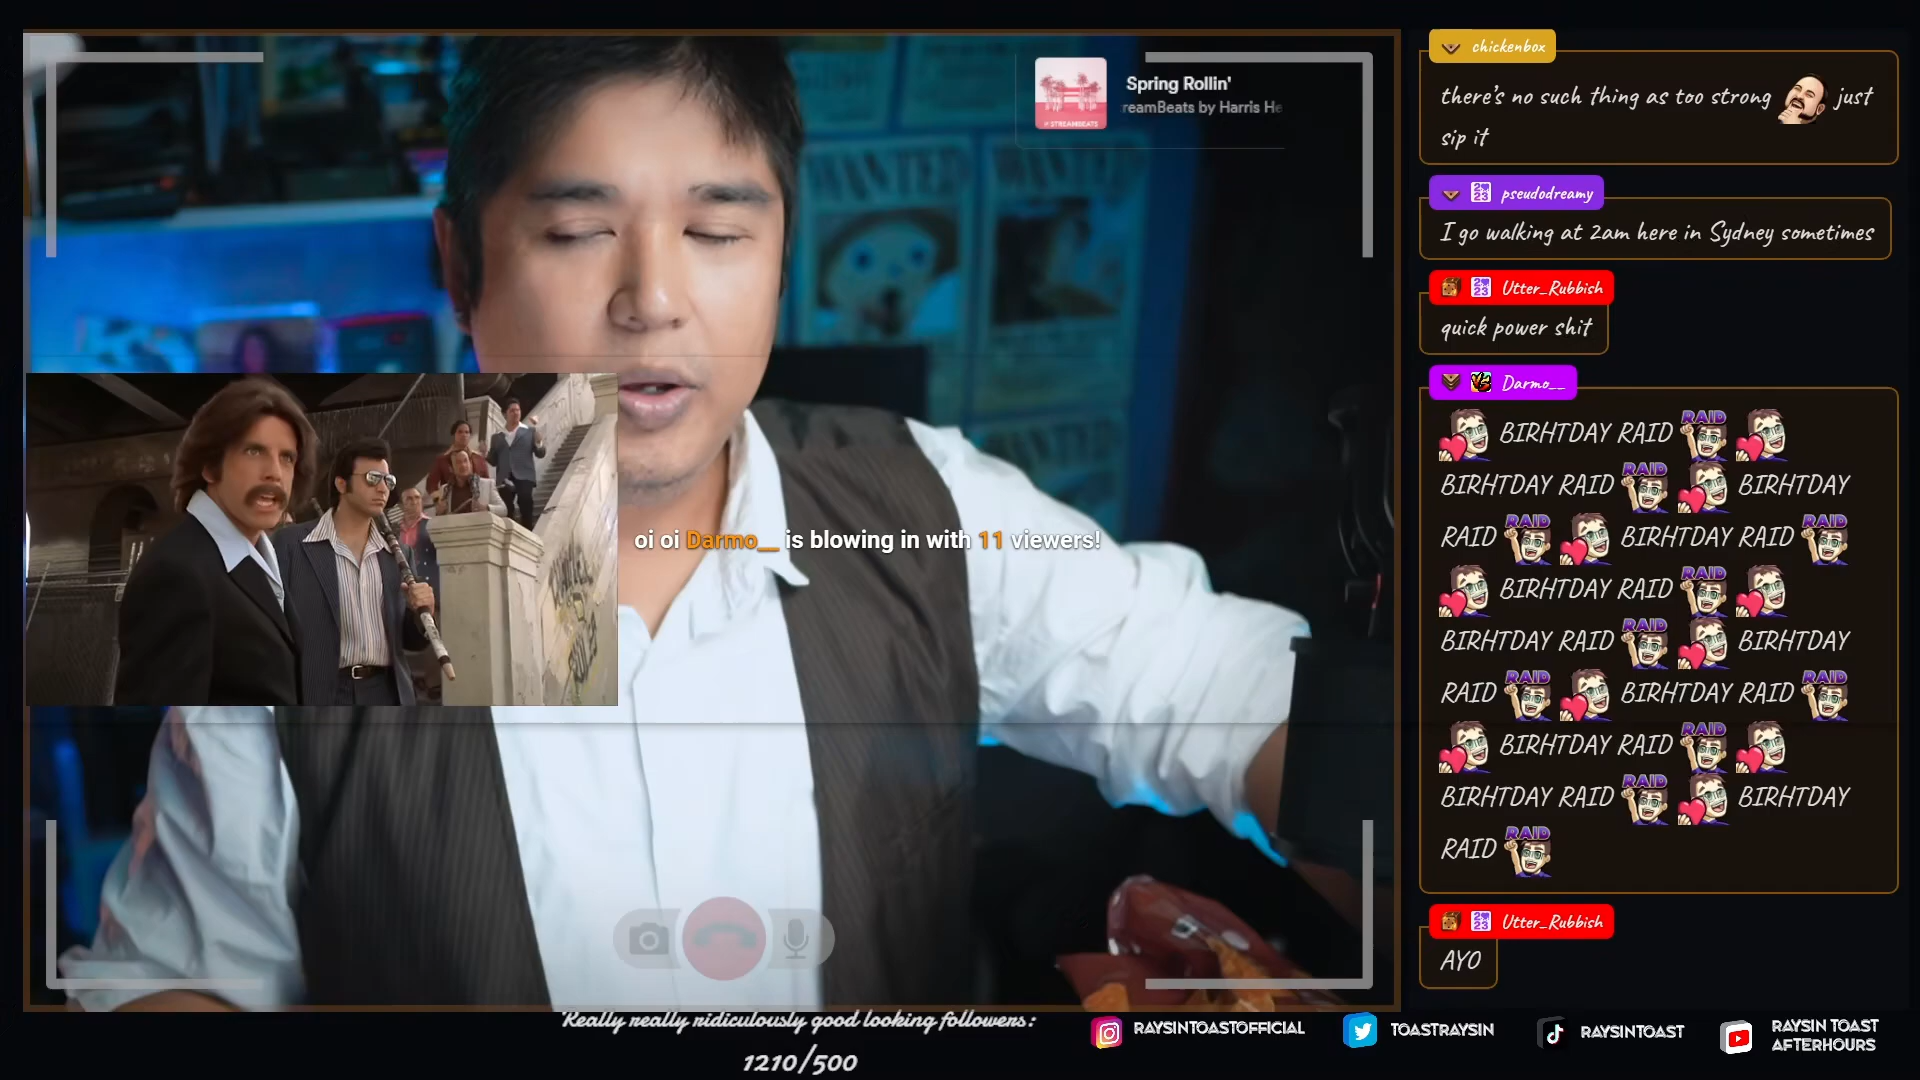 Spring Rollin'
reamBeats by Harris He
STREAMBEATS
WANTED
WANTED
oi oi Darmo__ is blowing in with 11 viewers!
chickenbox
there's no such thing as too strong just
sip it
pseudodreamy
I go walking at 2am here in Sydney sometimes
Utter_Rubbish
quick power shit
Darmo__
BIRHTDAY RAID RAID
BIRHTDAY RAID RAID BIRHTDAY
RAID RAID BIRHTDAY RAID RAID
BIRHTDAY RAID RAID
BIRHTDAY RAID RAID BIRHTDAY
RAID RAID BIRHTDAY RAID RAID
BIRHTDAY RAID RAID
BIRHTDAY RAID RAID BIRHTDAY
RAID RAID
Utter_Rubbish
AYO
Really really ridiculously good looking followers:
1210/500
RAYSINTOASTOFFICIAL
TOASTRAYSIN
RAYSINTOAST
RAYSIN TOAST
AFTERHOURS